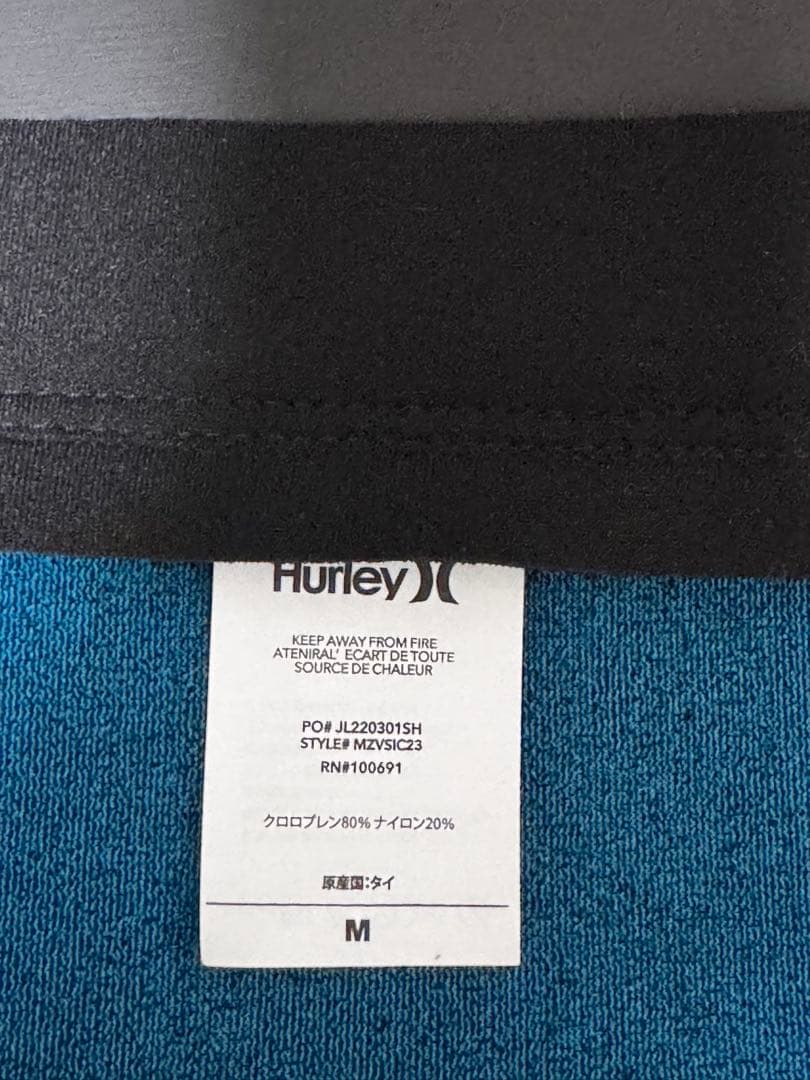 Hurley
KEEP AWAY FROM FIRE
ATENIRAL' ECART DE TOUTE
SOURCE DE CHALEUR
PO# JL220301SH
STYLE# MZVSIC23
RN#100691
クロロプレン80% ナイロン20%
原産国:タイ
M